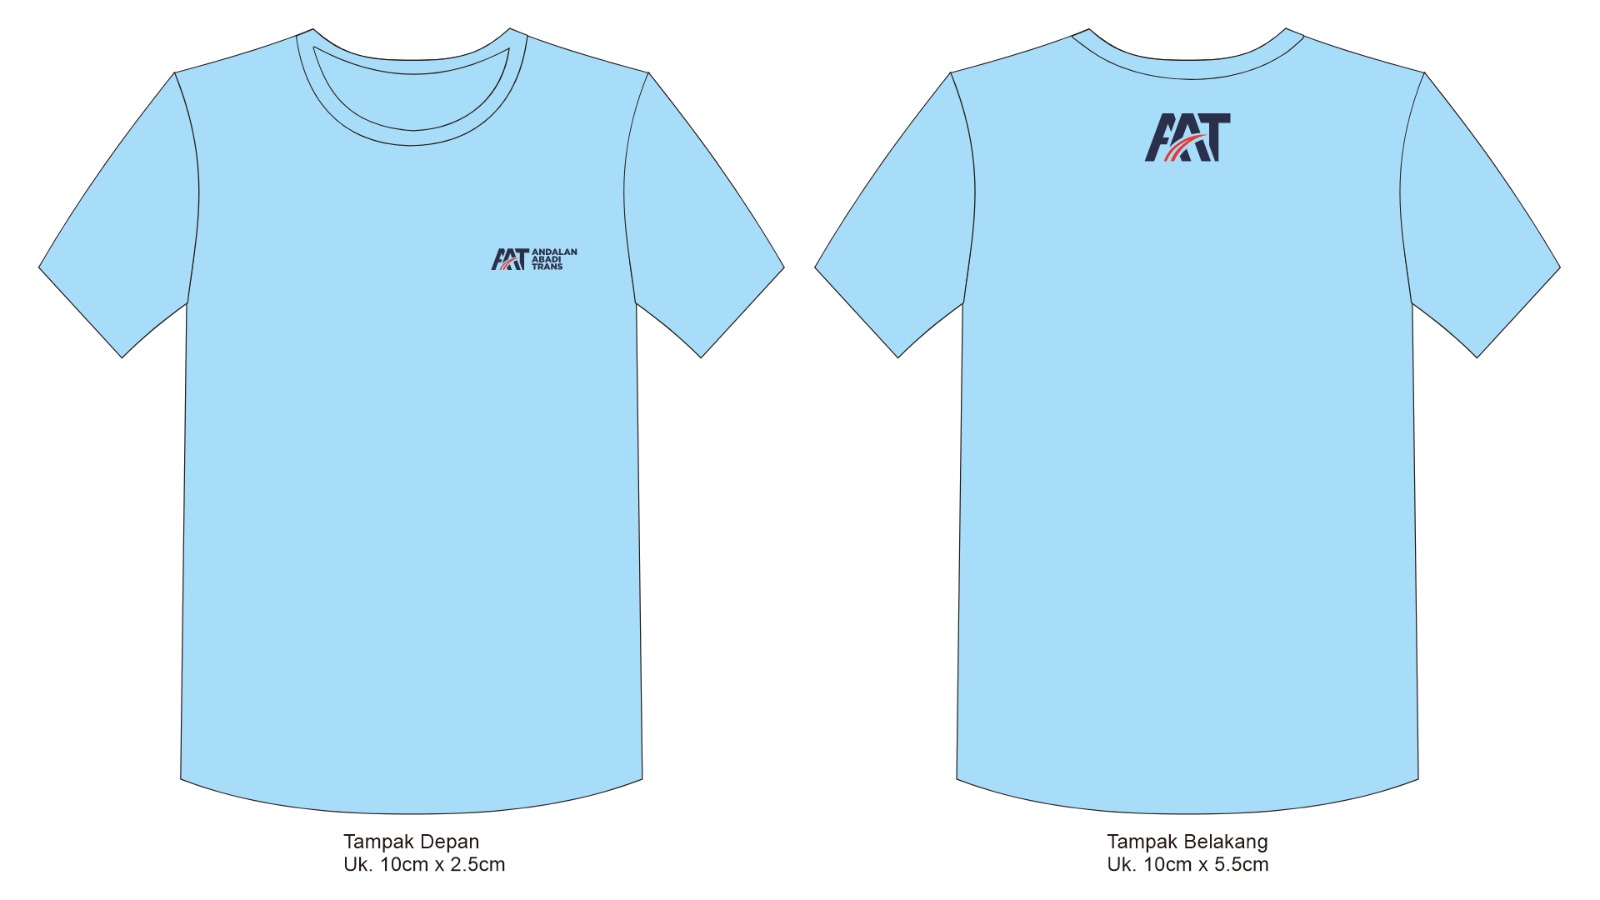 AAT
ANDALAN
ABADI
TRANS
AAT
Tampak Depan
Uk. 10cm x 2.5cm
Tampak Belakang
Uk. 10cm x 5.5cm